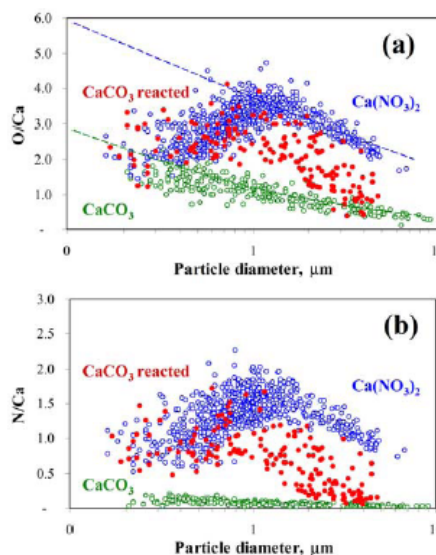 6.0
(a)
5.0
CaCO3 reacted
Ca(NO3)2
4.0
O/Ca
3.0
2.0
1.0
CaCO3
-
0 1 1
Particle diameter, μm
3.0
(b)
2.5
CaCO3 reacted
Ca(NO3)2
2.0
N/Ca
1.5
1.0
0.5
CaCO3
-
0 1 1
Particle diameter, μm